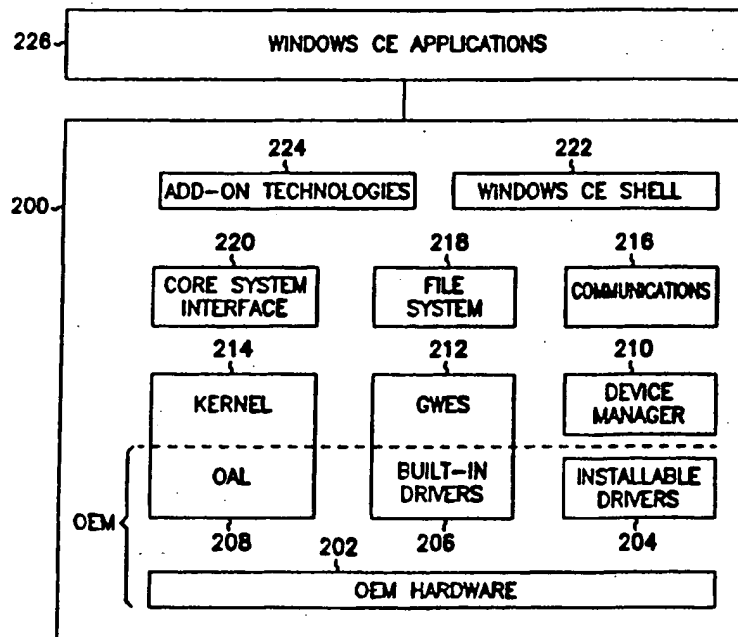 226
WINDOWS CE APPLICATIONS
224
222
ADD-ON TECHNOLOGIES
WINDOWS CE SHELL
200
220
218
216
CORE SYSTEM
INTERFACE
FILE
SYSTEM
COMMUNICATIONS
214
212
210
KERNEL
GWES
DEVICE
MANAGER
OAL
BUILT-IN
DRIVERS
INSTALLABLE
DRIVERS
OEM
208
202
206
204
OEM HARDWARE